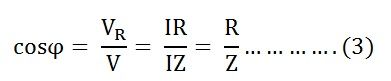 cosφ = V_R/V = IR/IZ = R/Z … … … … . (3)